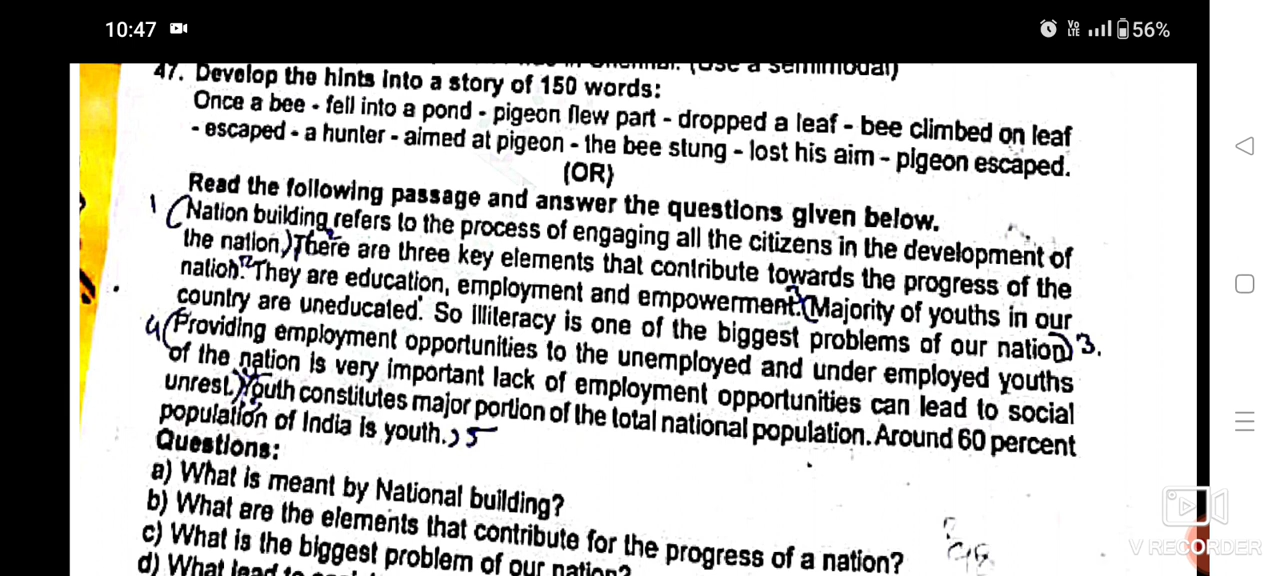 10:47
Vo LTE 56%
47. Develop the hints into a story of 150 words:
Once a bee - fell into a pond - pigeon flew part - dropped a leaf - bee climbed on leaf
- escaped - a hunter - aimed at pigeon - the bee stung - lost his aim - pigeon escaped.
(OR)
Read the following passage and answer the questions given below.
1 (Nation building refers to the process of engaging all the citizens in the development of
the nation.) There are three key elements that contribute towards the progress of the
nation. They are education, employment and empowerment. 3 (Majority of youths in our
country are uneducated. So illiteracy is one of the biggest problems of our nation) 3.
4 (Providing employment opportunities to the unemployed and under employed youths
of the nation is very important lack of employment opportunities can lead to social
unrest.) Youth constitutes major portion of the total national population. Around 60 percent
population of India is youth.) 5
Questions:
a) What is meant by National building?
b) What are the elements that contribute for the progress of a nation?
c) What is the biggest problem of our nation?
d) What lead to
V RECORDER